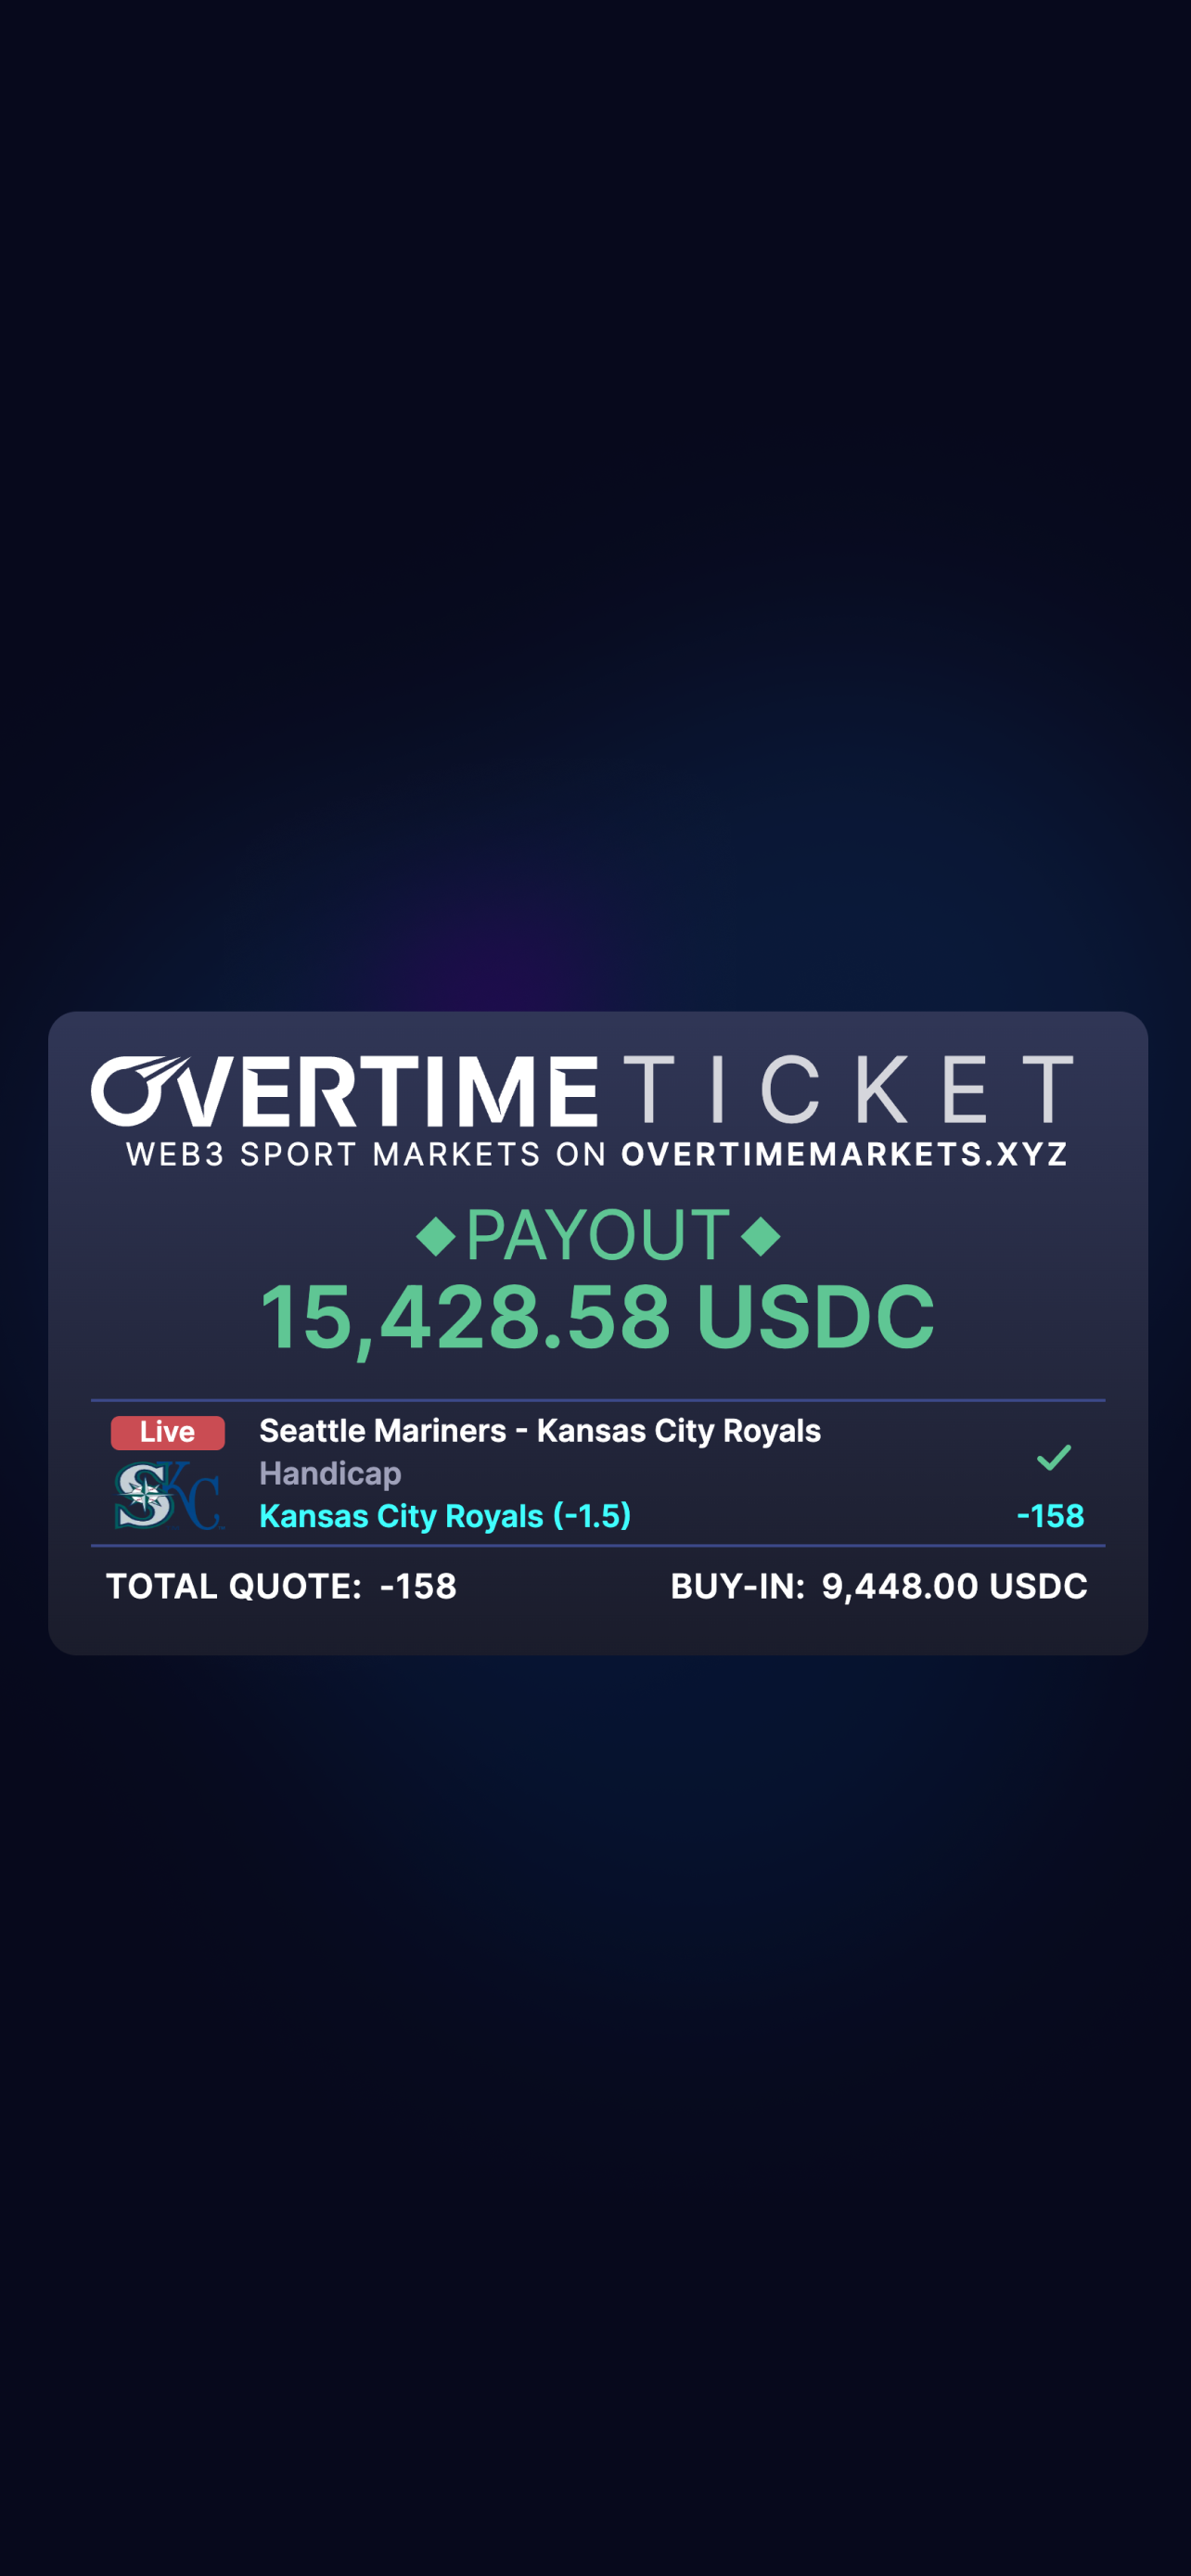 OVERTIME TICKET
WEB3 SPORT MARKETS ON OVERTIMEMARKETS.XYZ
PAYOUT
15,428.58 USDC
Live
Seattle Mariners - Kansas City Royals
S KC
Handicap
Kansas City Royals (-1.5)
-158
TOTAL QUOTE: -158
BUY-IN: 9,448.00 USDC